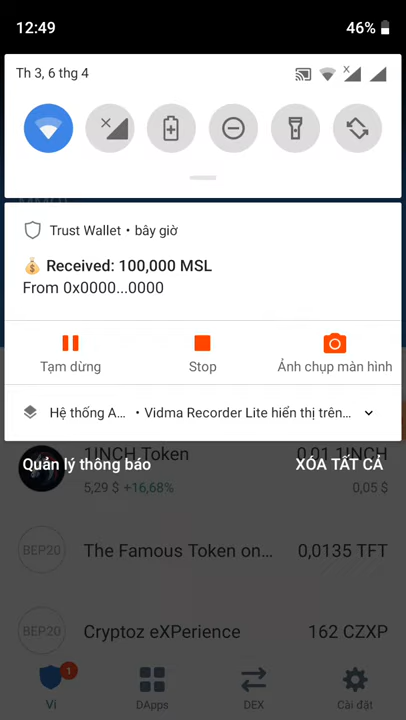 12:49
46%
Th 3, 6 thg 4
Trust Wallet • bây giờ
💰 Received: 100,000 MSL
From 0x0000...0000
Tạm dừng
Stop
Ảnh chụp màn hình
Hệ thống A... • Vidma Recorder Lite hiển thị trên...
1INCH Token
0,01 1INCH
Quản lý thông báo
XÓA TẤT CẢ
5,29 $ +16,68%
0,05 $
BEP20
The Famous Token on...
0,0135 TFT
BEP20
Cryptoz eXPerience
162 CZXP
1
Ví
DApps
DEX
Cài đặt